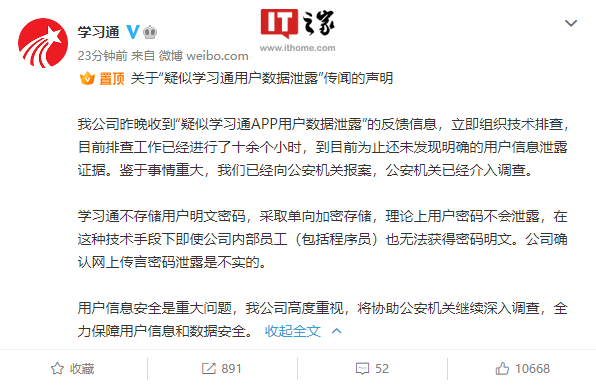 学习通
IT之家
www.ithome.com
23分钟前 来自 微博 weibo.com
置顶 关于“疑似学习通用户数据泄露”传闻的声明
我公司昨晚收到“疑似学习通APP用户数据泄露”的反馈信息，立即组织技术排查，
目前排查工作已经进行了十余个小时，到目前为止还未发现明确的用户信息泄露
证据。鉴于事情重大，我们已经向公安机关报案，公安机关已经介入调查。
学习通不存储用户明文密码，采取单向加密存储，理论上用户密码不会泄露，在
这种技术手段下即使公司内部员工（包括程序员）也无法获得密码明文。公司确
认网上传言密码泄露是不实的。
用户信息安全是重大问题，我公司高度重视，将协助公安机关继续深入调查，全
力保障用户信息和数据安全。 收起全文
收藏 891 52 10668